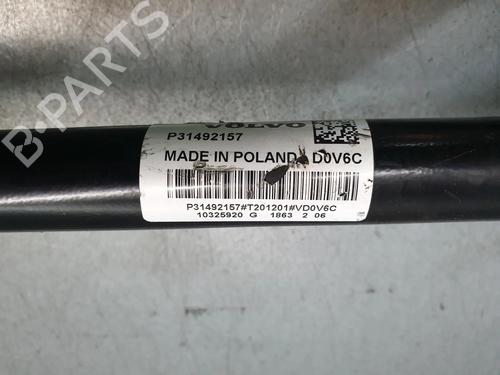 B-PARTS
VOLVO
P31492157
MADE IN POLAND D0V6C
P31492157#T201201#VD0V6C
10325920 G 1863 2 06